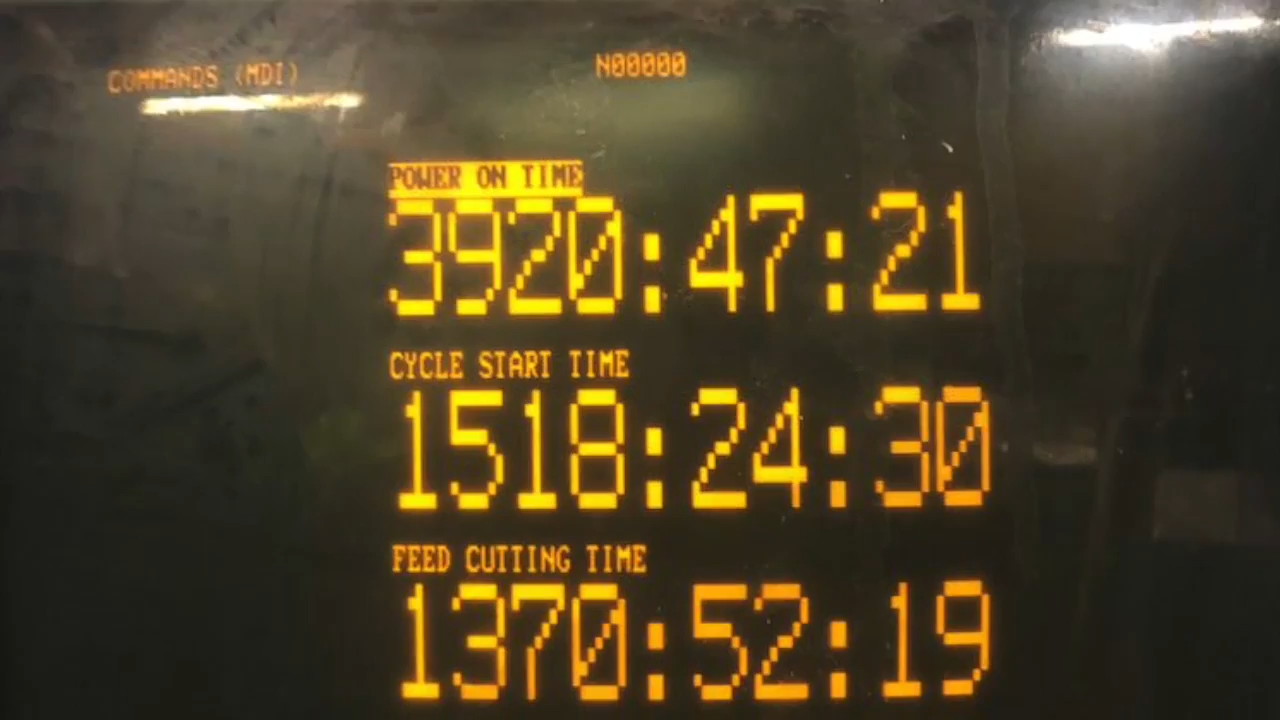 COMMANDS (MDI) N00000
POWER ON TIME
3920:47:21
CYCLE START TIME
1518:24:30
FEED CUTTING TIME
1370:52:19